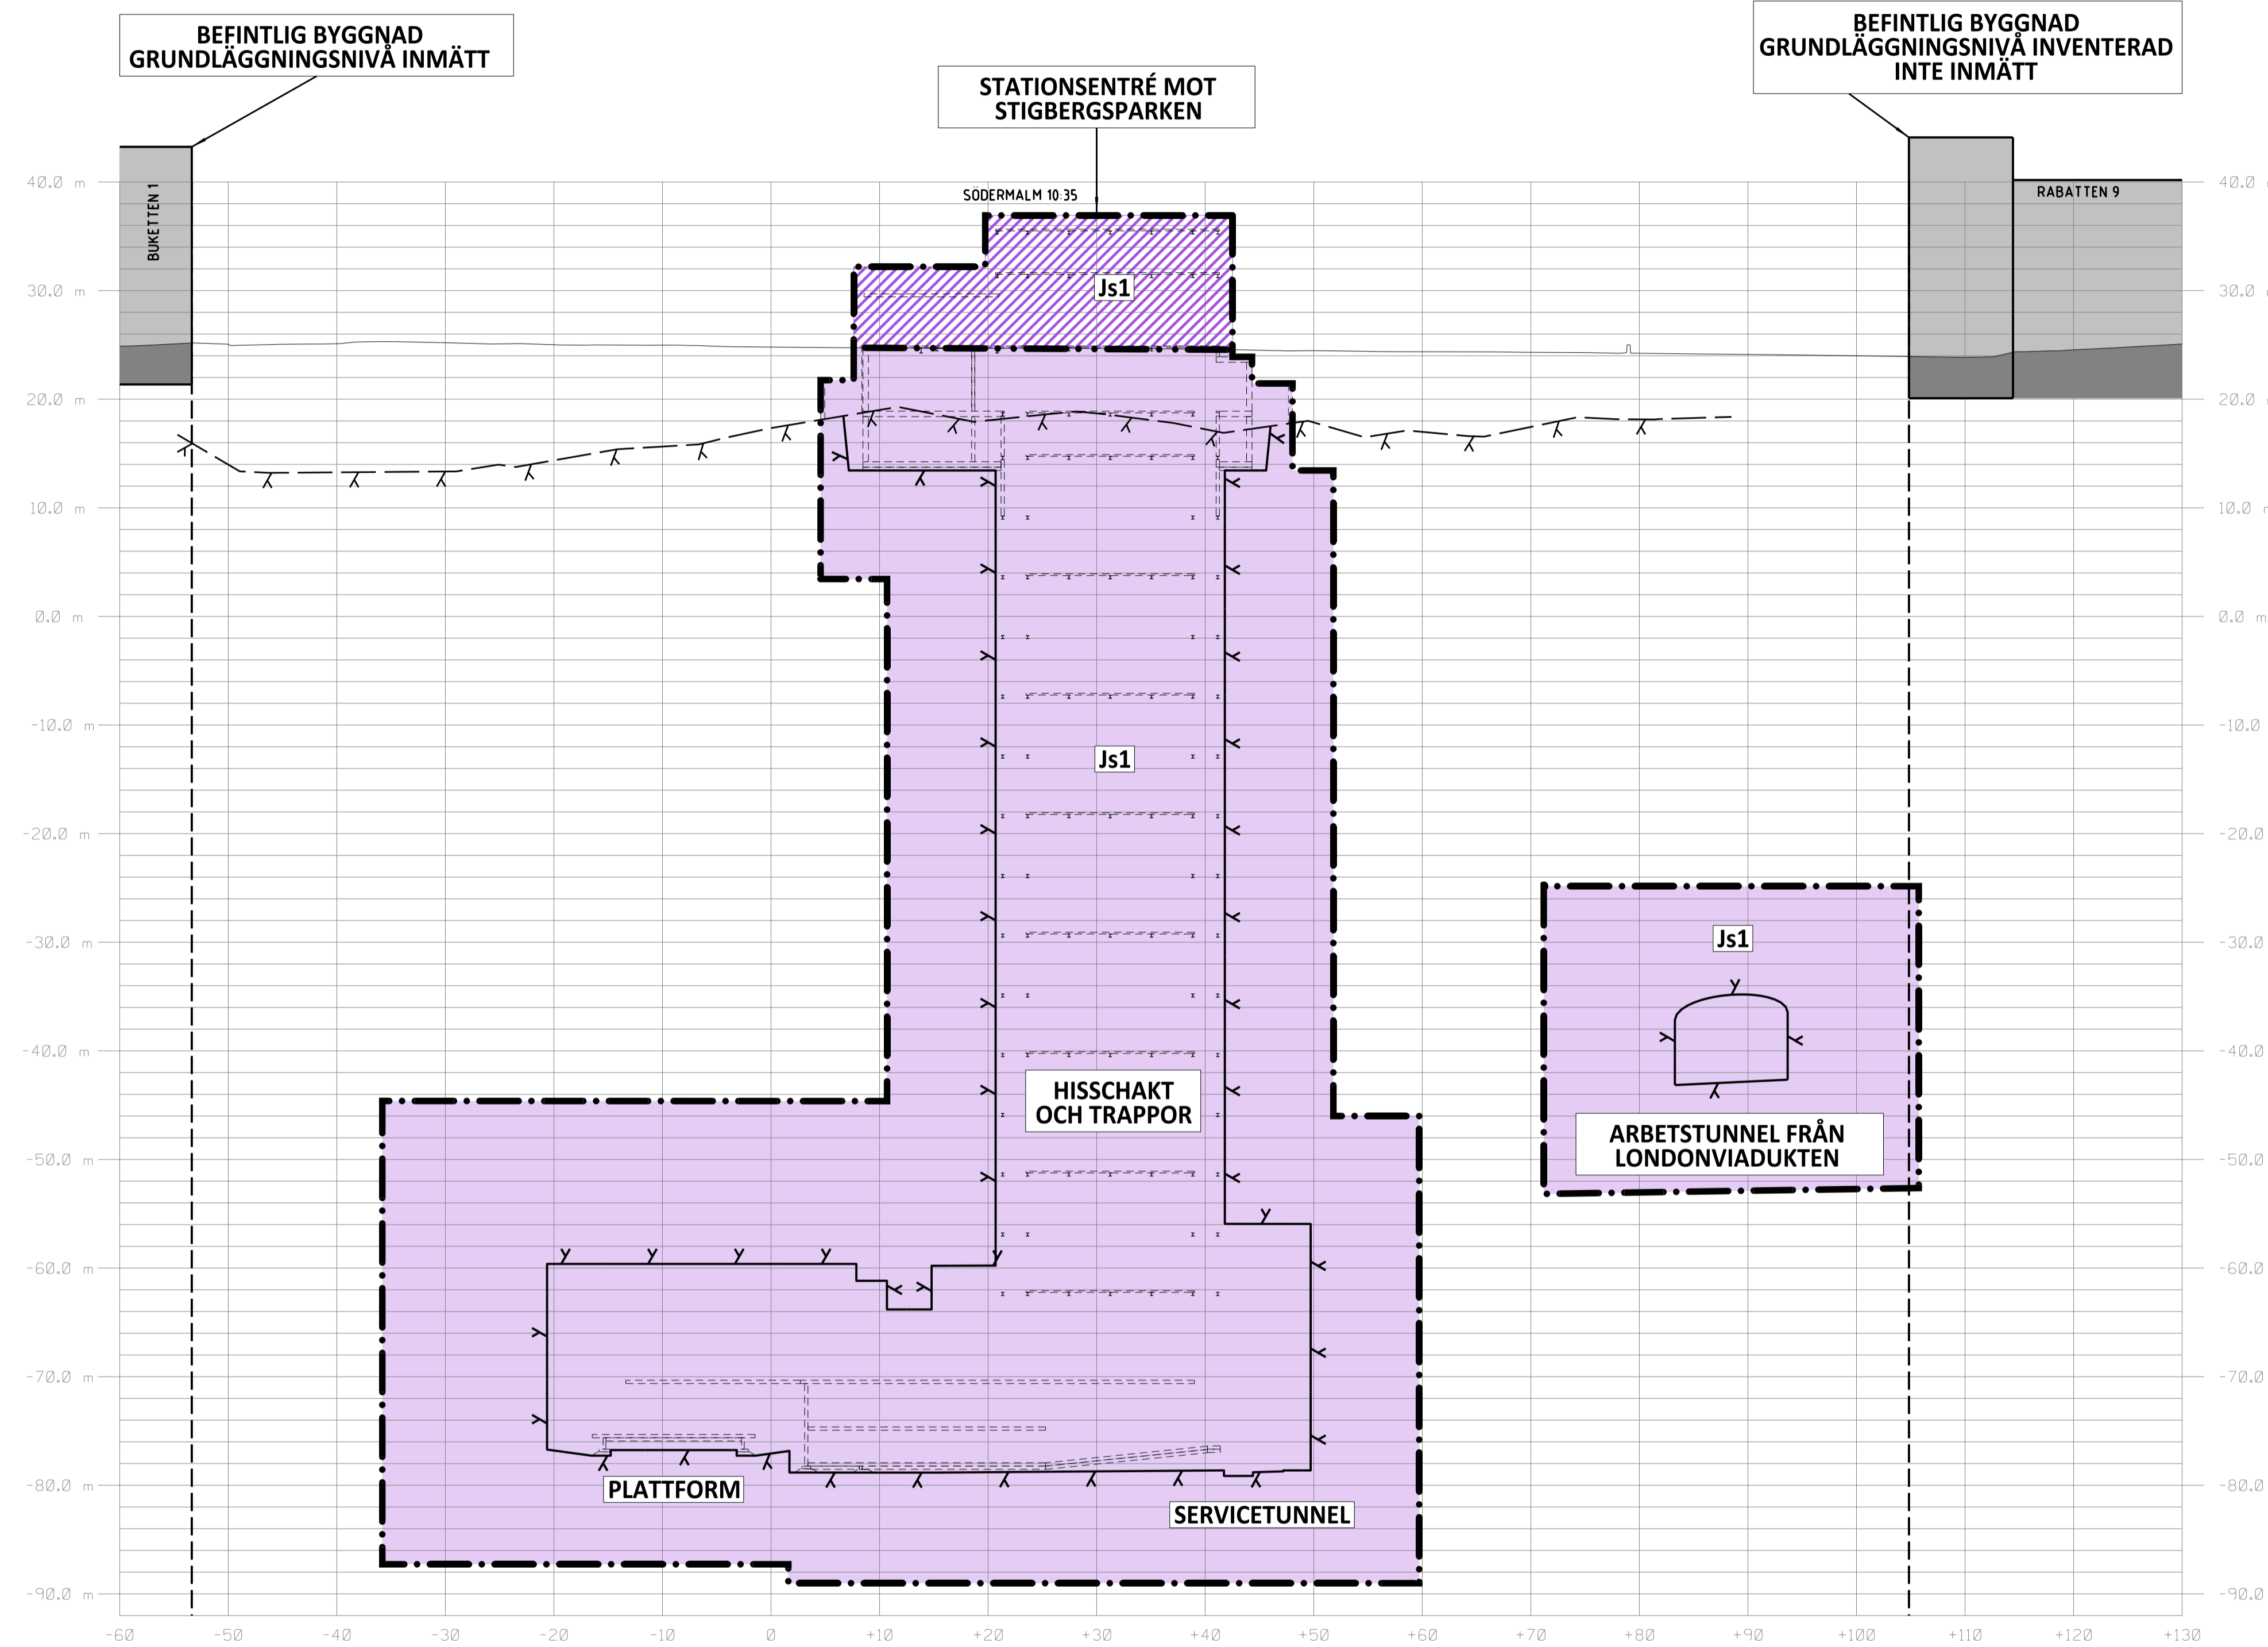 BEFINTLIG BYGGNAD
GRUNDLÄGGNINGSNIVÅ INMÄTT
BEFINTLIG BYGGNAD
GRUNDLÄGGNINGSNIVÅ INVENTERAD
INTE INMÄTT
STATIONSENTRÉ MOT
STIGBERGSPARKEN
40.0 m
BUKETTEN 1
SÖDERMALM 10:35
RABATTEN 9
40.0 m
30.0 m
Js1
30.0 m
20.0 m
20.0 m
10.0 m
10.0 m
0.0 m
0.0 m
-10.0 m
-10.0 m
Js1
-20.0 m
-20.0 m
-30.0 m
Js1
-30.0 m
-40.0 m
-40.0 m
HISSCHAKT
OCH TRAPPOR
ARBETSTUNNEL FRÅN
LONDONVIADUKTEN
-50.0 m
-50.0 m
-60.0 m
-60.0 m
-70.0 m
-70.0 m
-80.0 m
-80.0 m
PLATTFORM
SERVICETUNNEL
-90.0 m
-90.0 m
-60 -50 -40 -30 -20 -10 0 +10 +20 +30 +40 +50 +60 +70 +80 +90 +100 +110 +120 +130